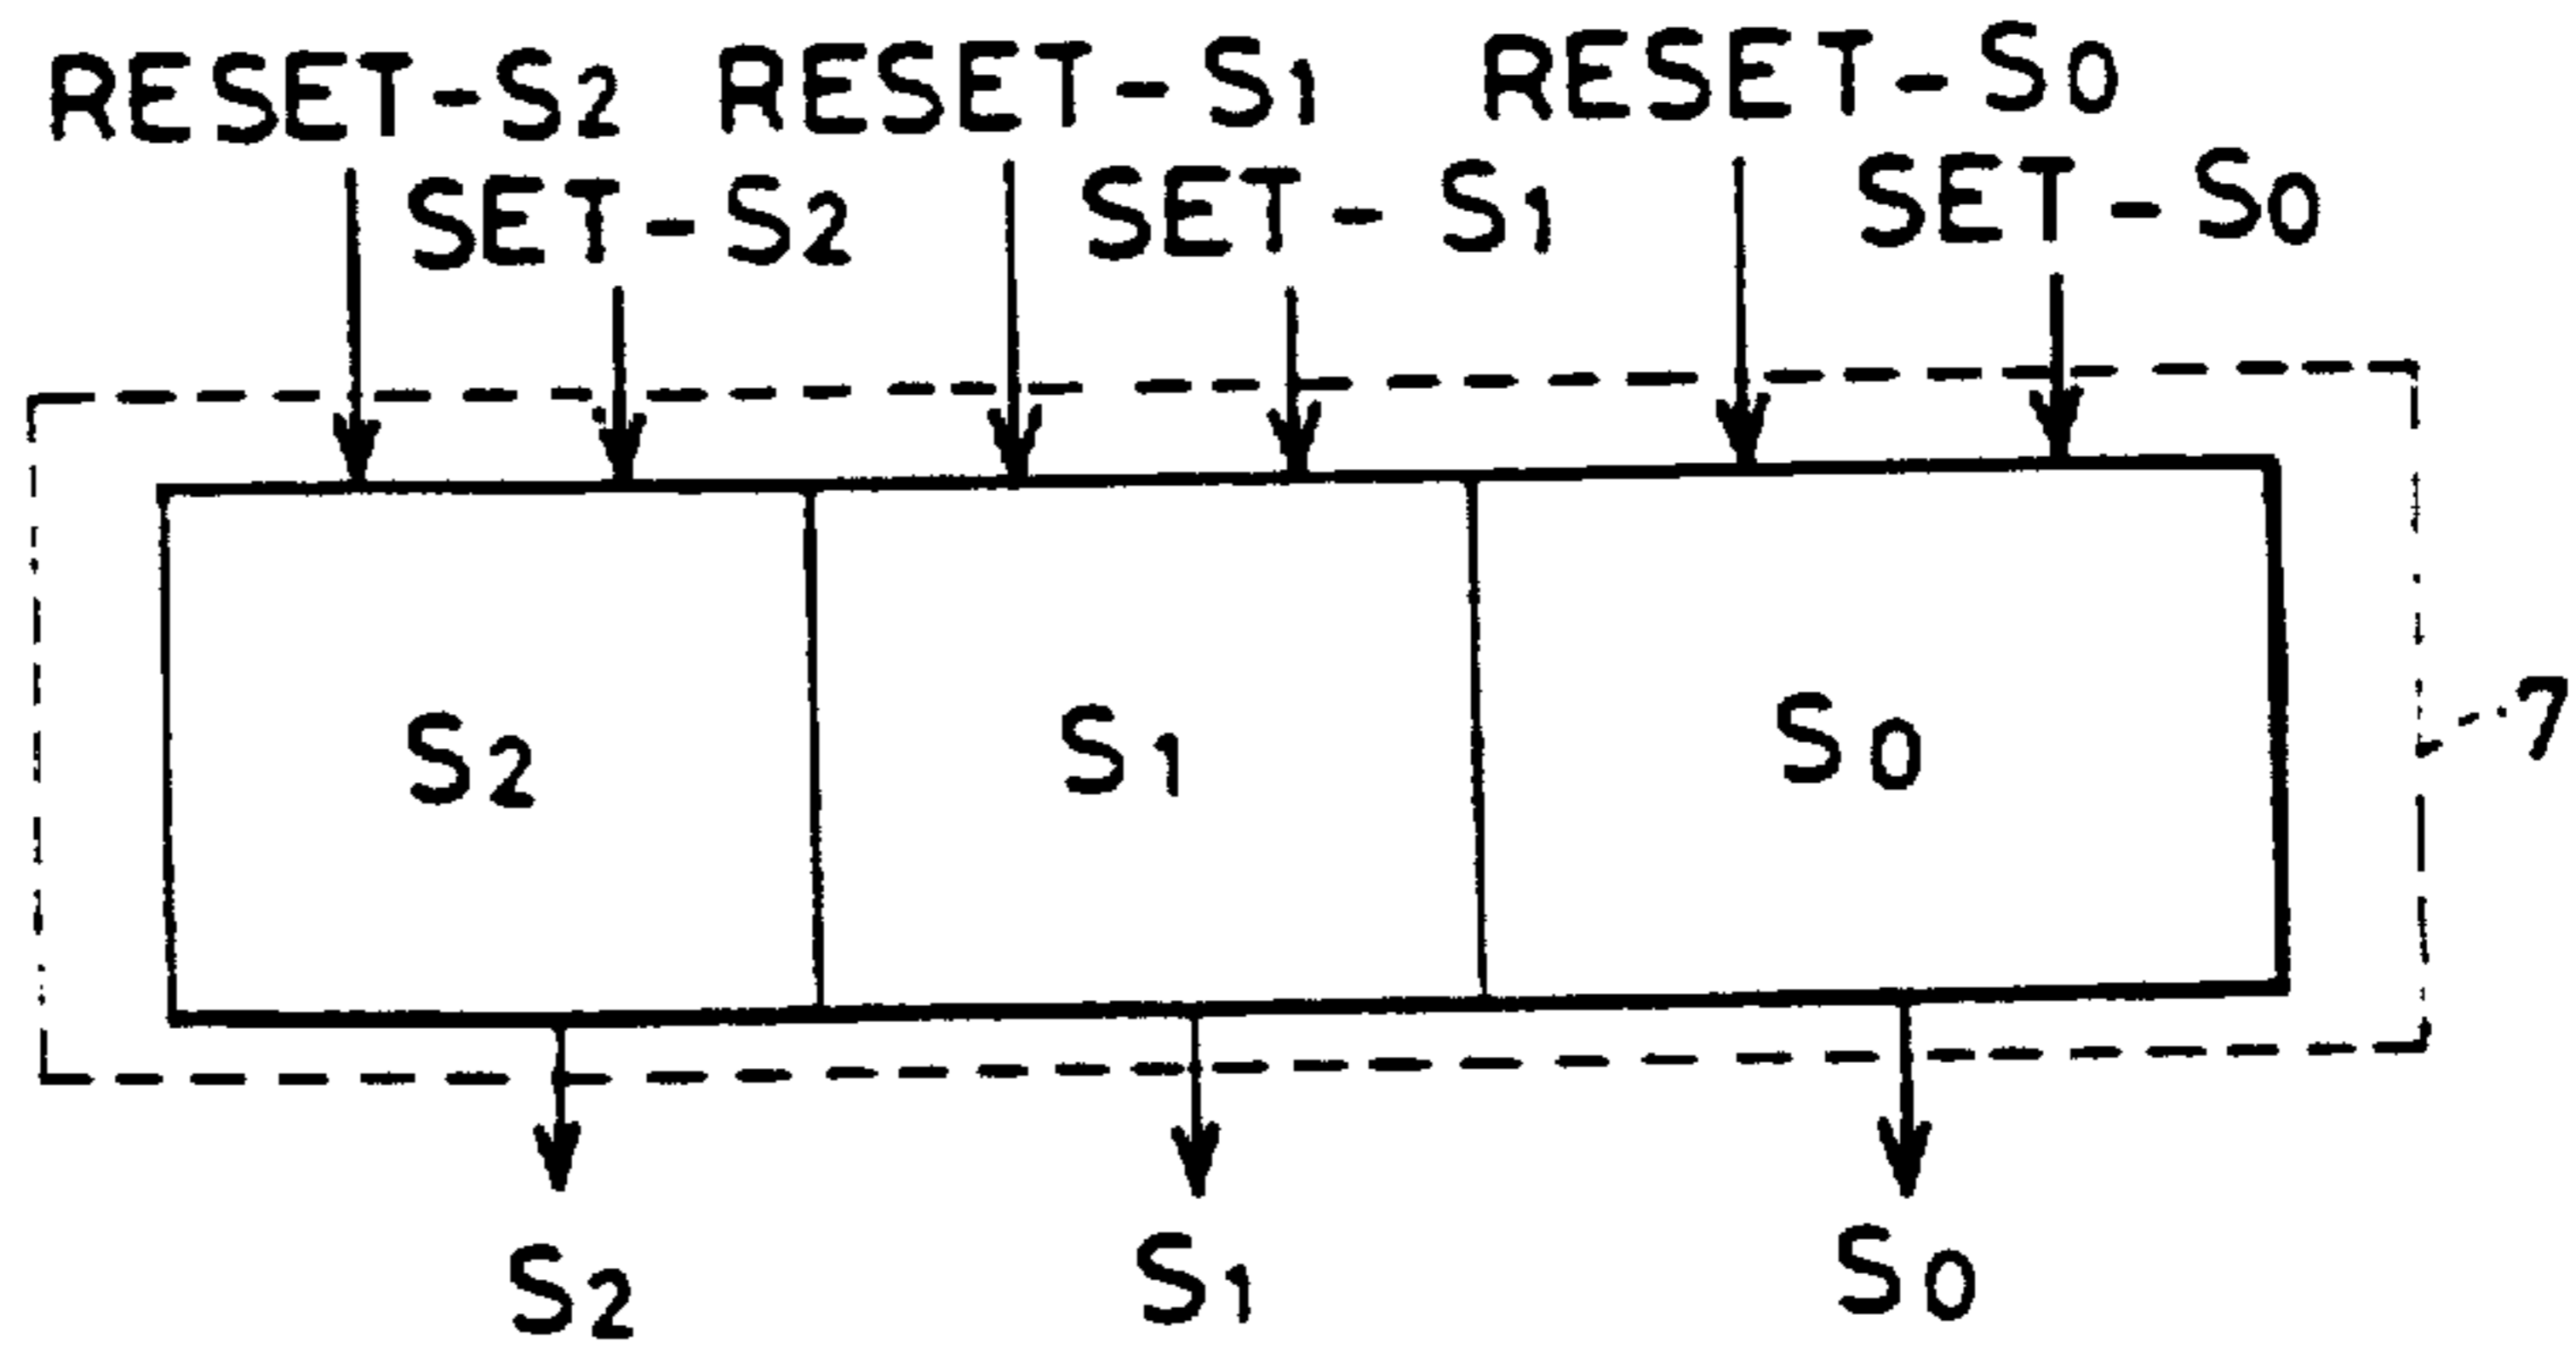 RESET-S2 RESET-S1 RESET-S0
SET-S2 SET-S1 SET-S0
S2 S1 S0
7
S2 S1 S0